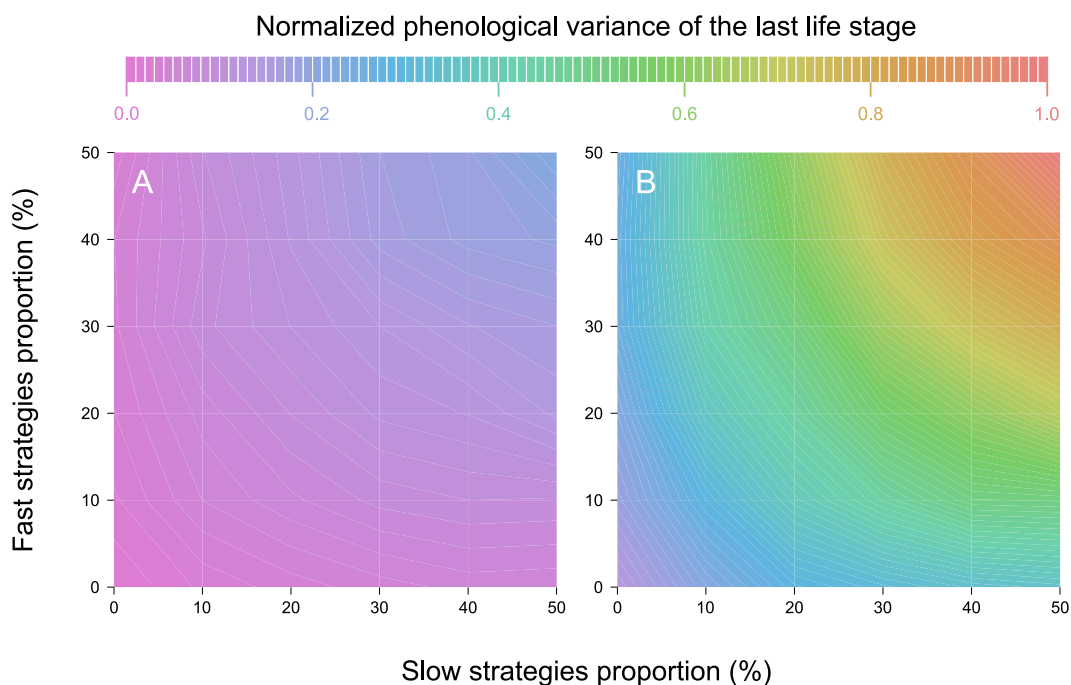 Normalized phenological variance of the last life stage
0.0 0.2 0.4 0.6 0.8 1.0
Fast strategies proportion (%)
A
50
40
30
20
10
0
0 10 20 30 40 50
B
50
40
30
20
10
0
0 10 20 30 40 50
Slow strategies proportion (%)